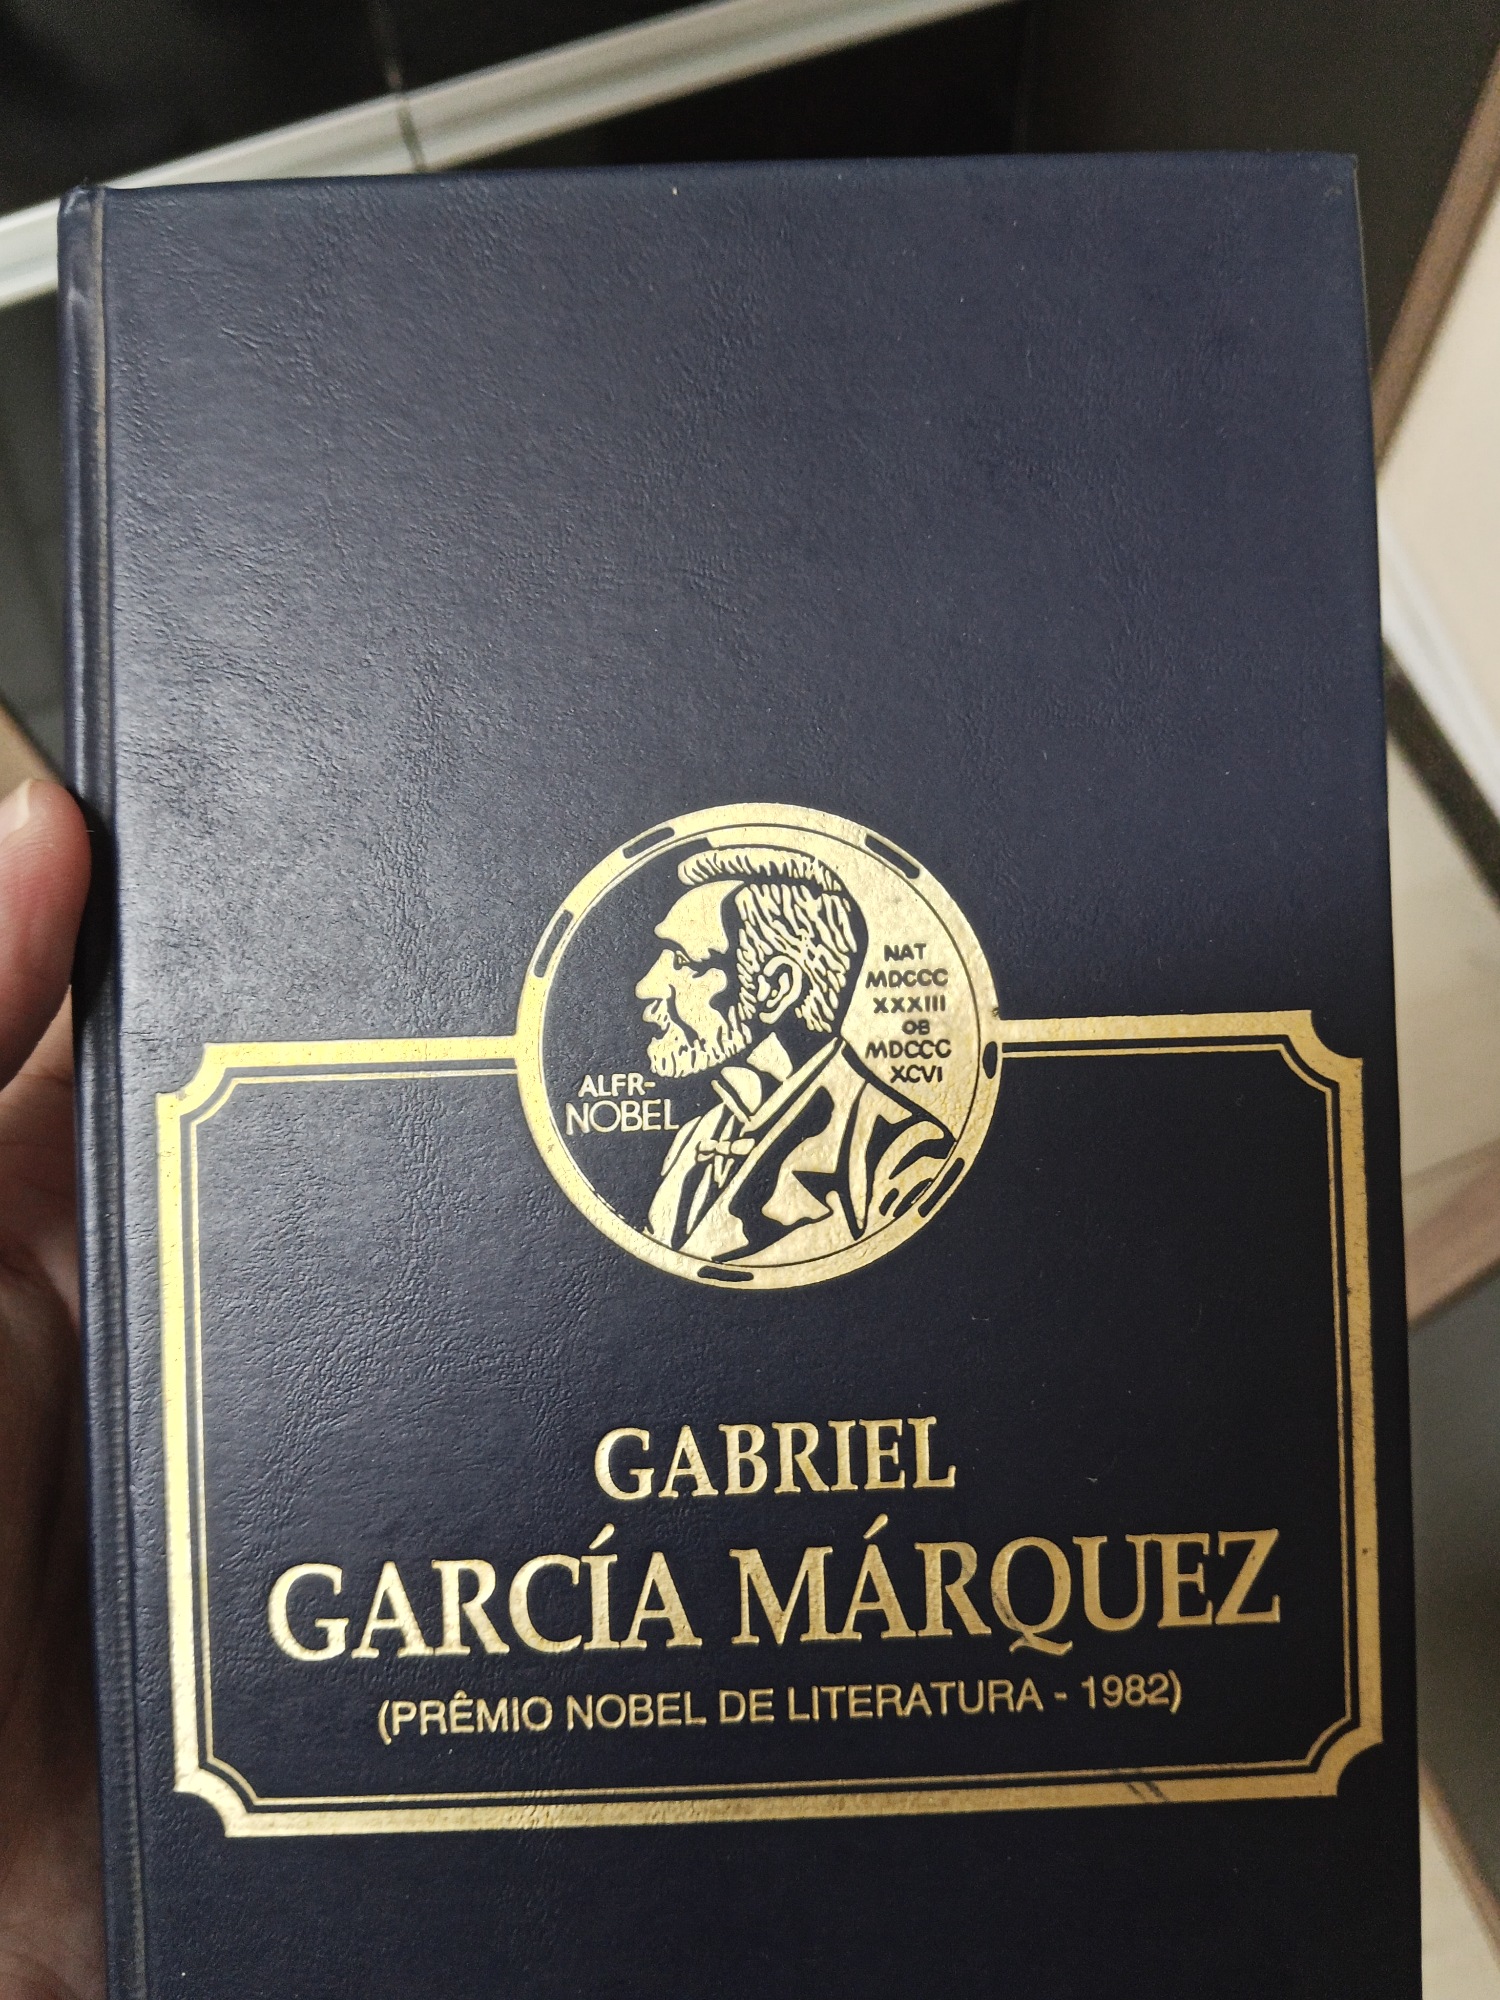 ALFR-
NOBEL
NAT
MDCCC
XXXIII
OB
MDCCC
XCVI
GABRIEL
GARCÍA MÁRQUEZ
(PRÊMIO NOBEL DE LITERATURA - 1982)